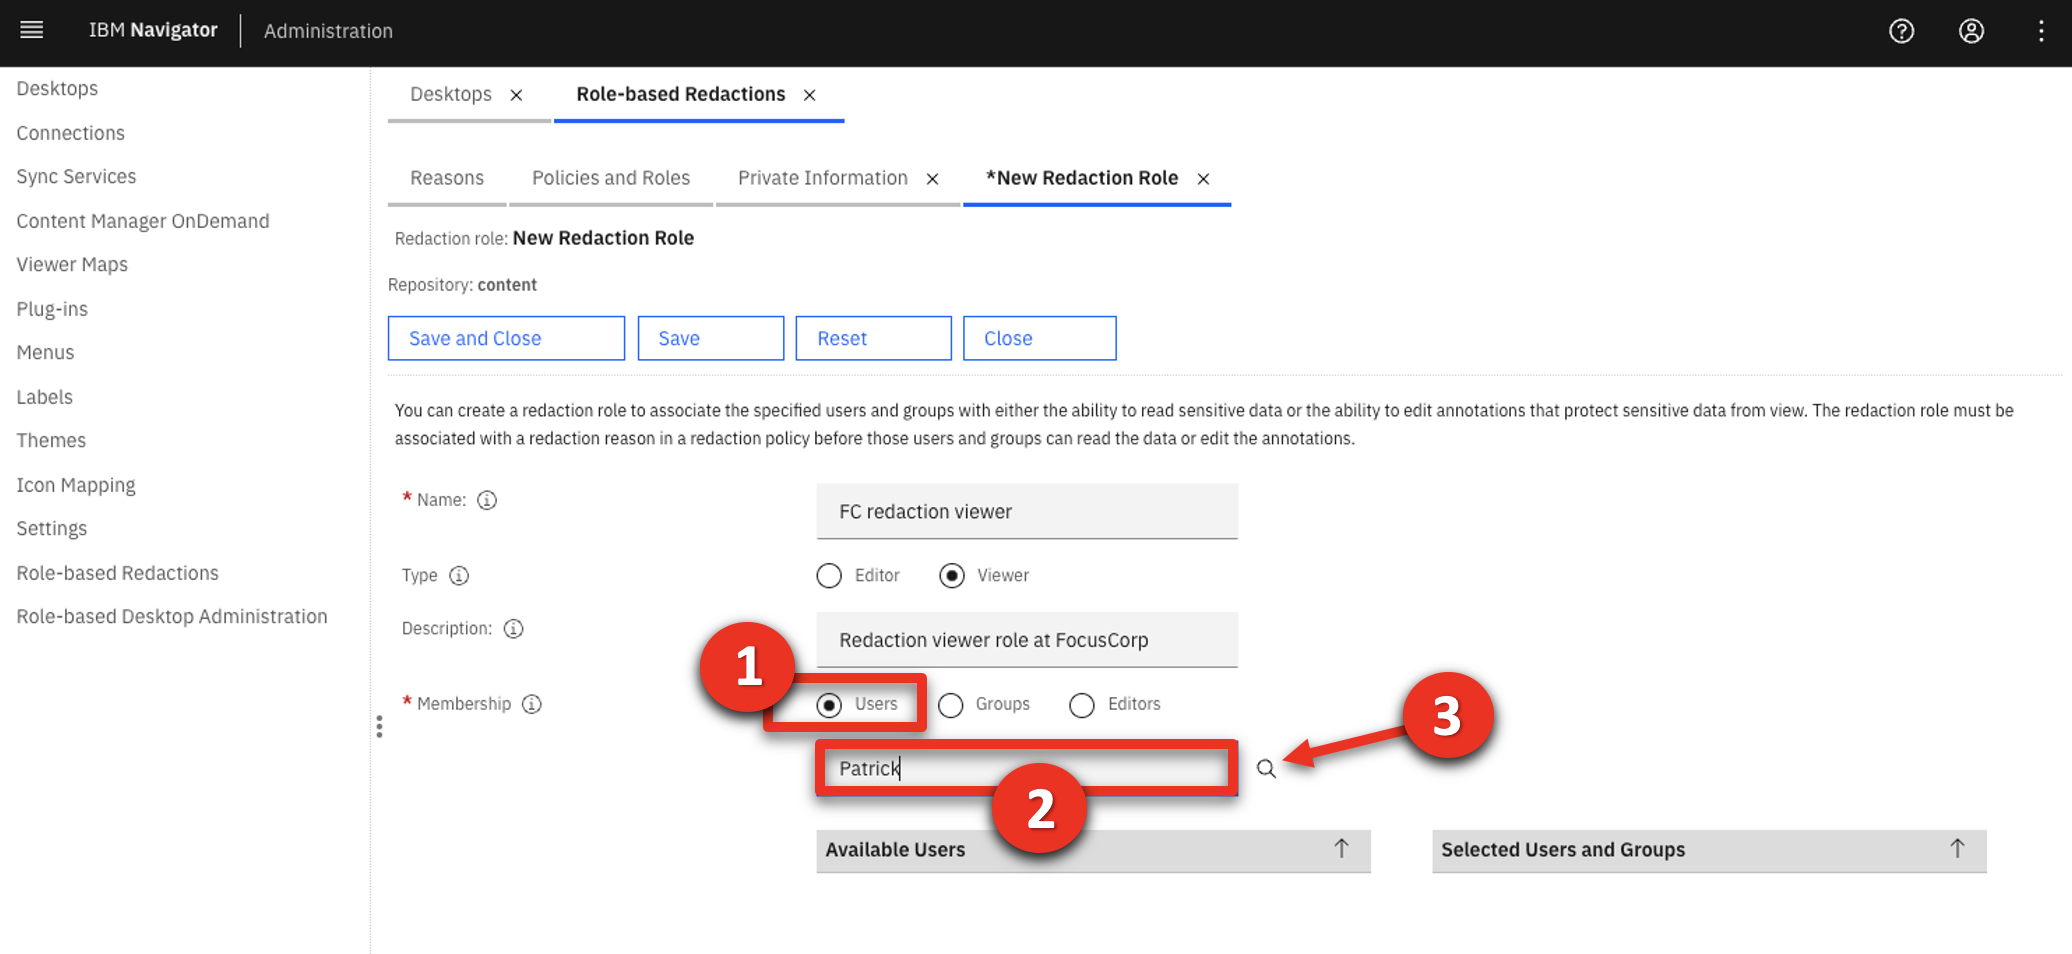 IBM Navigator Administration
Desktops
Connections
Sync Services
Content Manager OnDemand
Viewer Maps
Plug-ins
Menus
Labels
Themes
Icon Mapping
Settings
Role-based Redactions
Role-based Desktop Administration
Desktops Role-based Redactions
Reasons Policies and Roles Private Information *New Redaction Role
Redaction role: New Redaction Role
Repository: content
Save and Close Save Reset Close
You can create a redaction role to associate the specified users and groups with either the ability to read sensitive data or the ability to edit annotations that protect sensitive data from view. The redaction role must be
associated with a redaction reason in a redaction policy before those users and groups can read the data or edit the annotations.
* Name: FC redaction viewer
Type Editor Viewer
Description: Redaction viewer role at FocusCorp
1
* Membership Users Groups Editors
3
Patrick
2
Available Users Selected Users and Groups